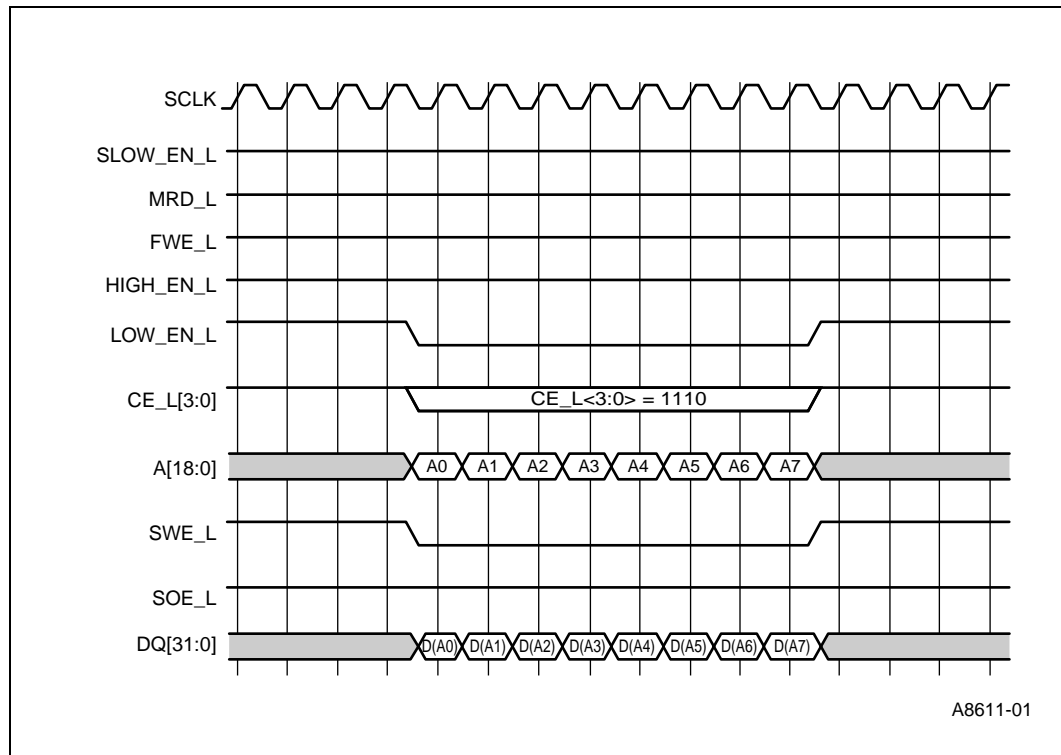 SCLK
SLOW_EN_L
MRD_L
FWE_L
HIGH_EN_L
LOW_EN_L
CE_L[3:0]
CE_L<3:0> = 1110
A[18:0]
A0 A1 A2 A3 A4 A5 A6 A7
SWE_L
SOE_L
DQ[31:0]
D(A0) D(A1) D(A2) D(A3) D(A4) D(A5) D(A6) D(A7)
A8611-01